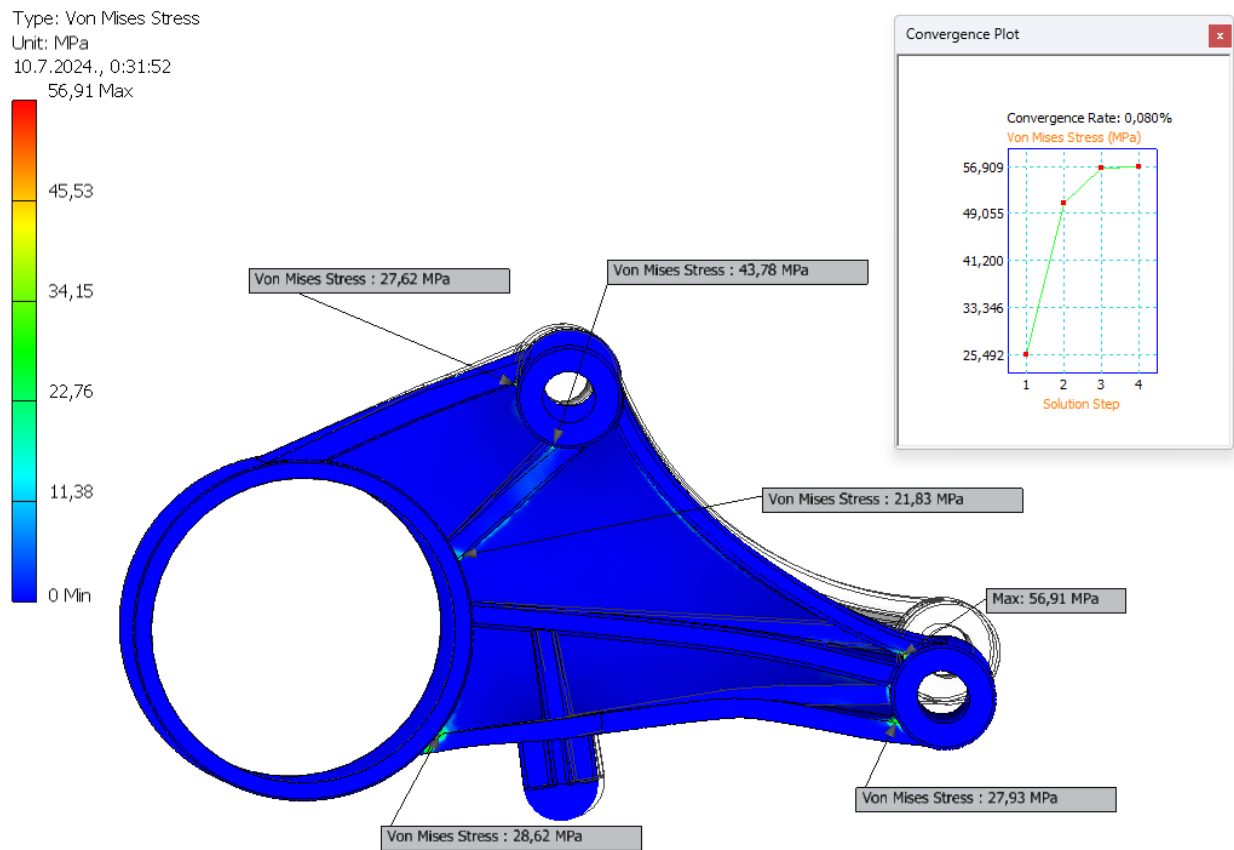 Type: Von Mises Stress
Unit: MPa
10.7.2024., 0:31:52
56,91 Max
45,53
34,15
22,76
11,38
0 Min
Convergence Plot
x
Convergence Rate: 0,080%
Von Mises Stress (MPa)
56,909
49,055
41,200
33,346
25,492
1 2 3 4
Solution Step
Von Mises Stress : 27,62 MPa
Von Mises Stress : 43,78 MPa
Von Mises Stress : 21,83 MPa
Max: 56,91 MPa
Von Mises Stress : 27,93 MPa
Von Mises Stress : 28,62 MPa